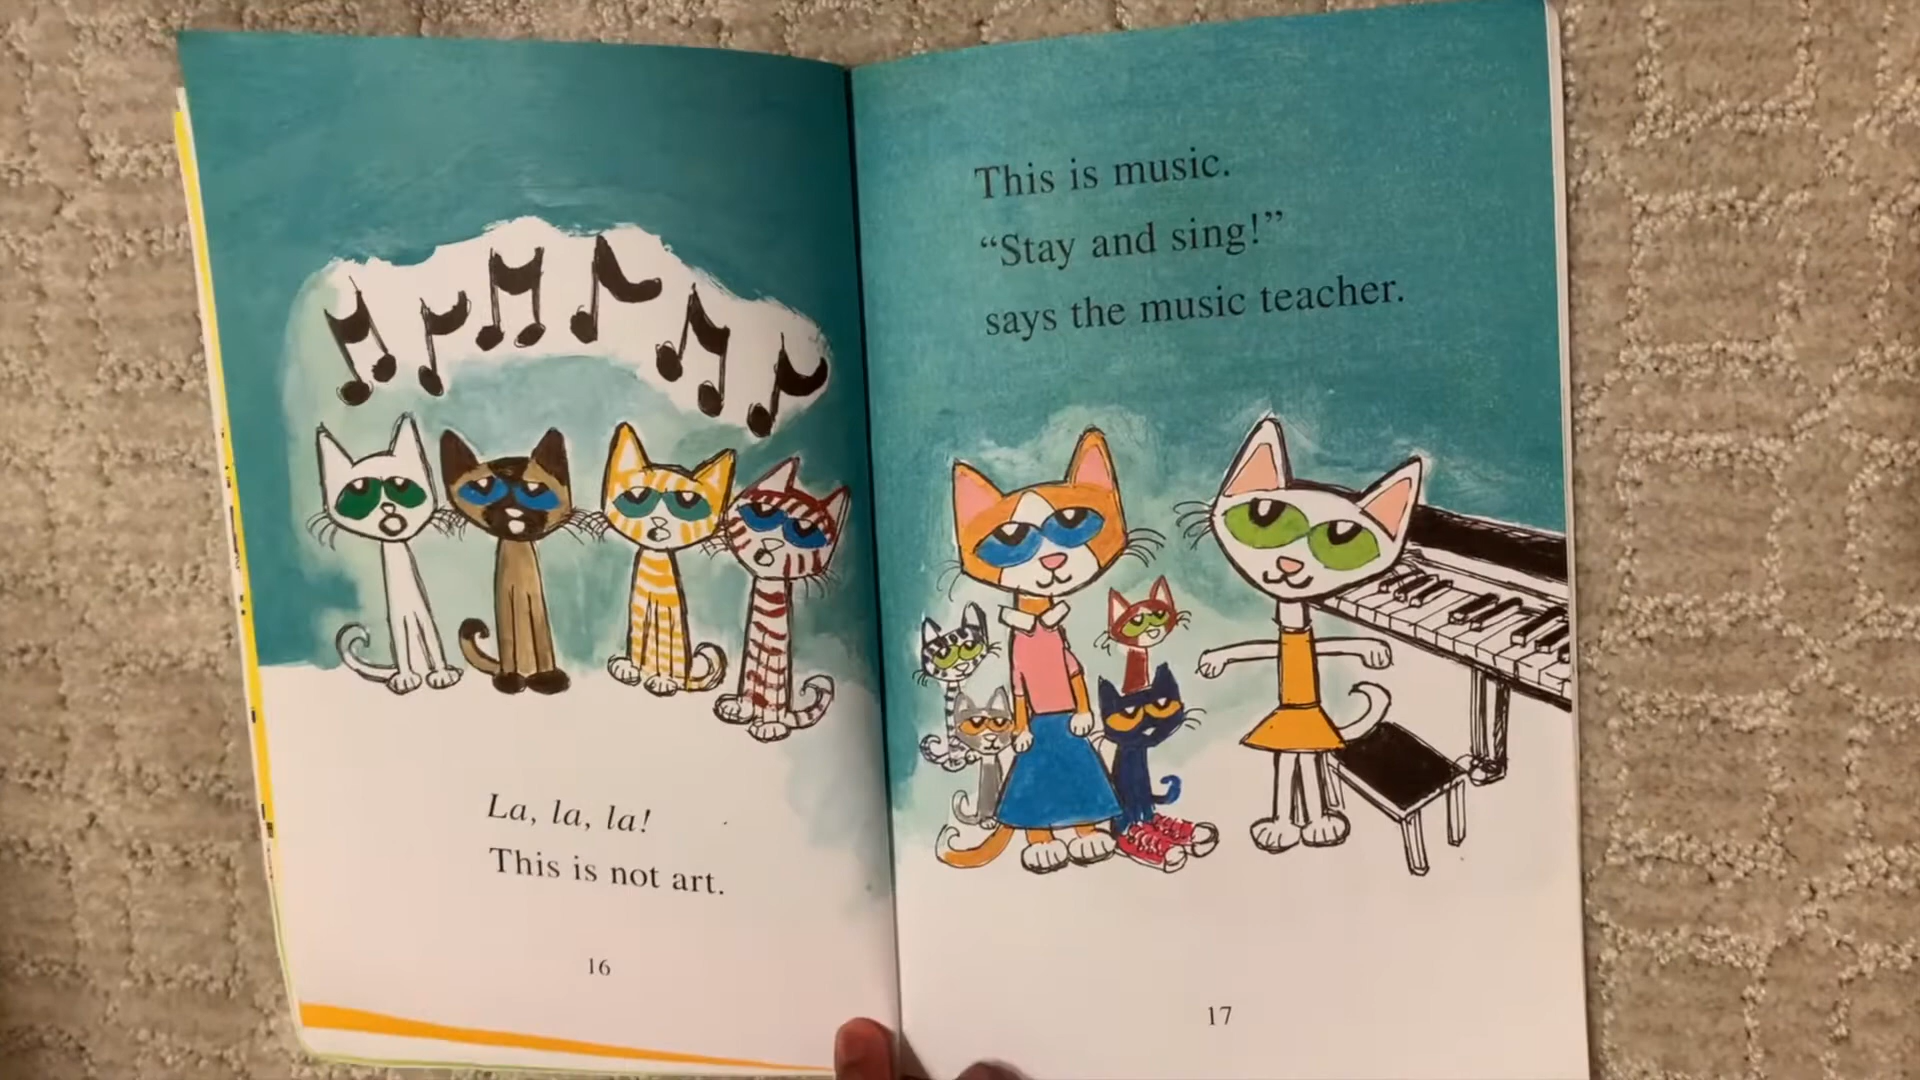 La, la, la!
This is not art.
16
This is music.
“Stay and sing!”
says the music teacher.
17